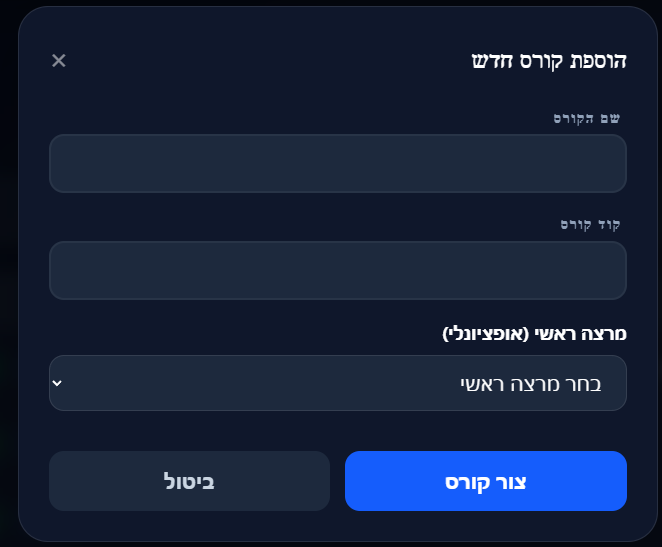 הוספת קורס חדש
שם הקורס
קוד קורס
מרצה ראשי (אופציונלי)
בחר מרצה ראשי
צור קורס
ביטול